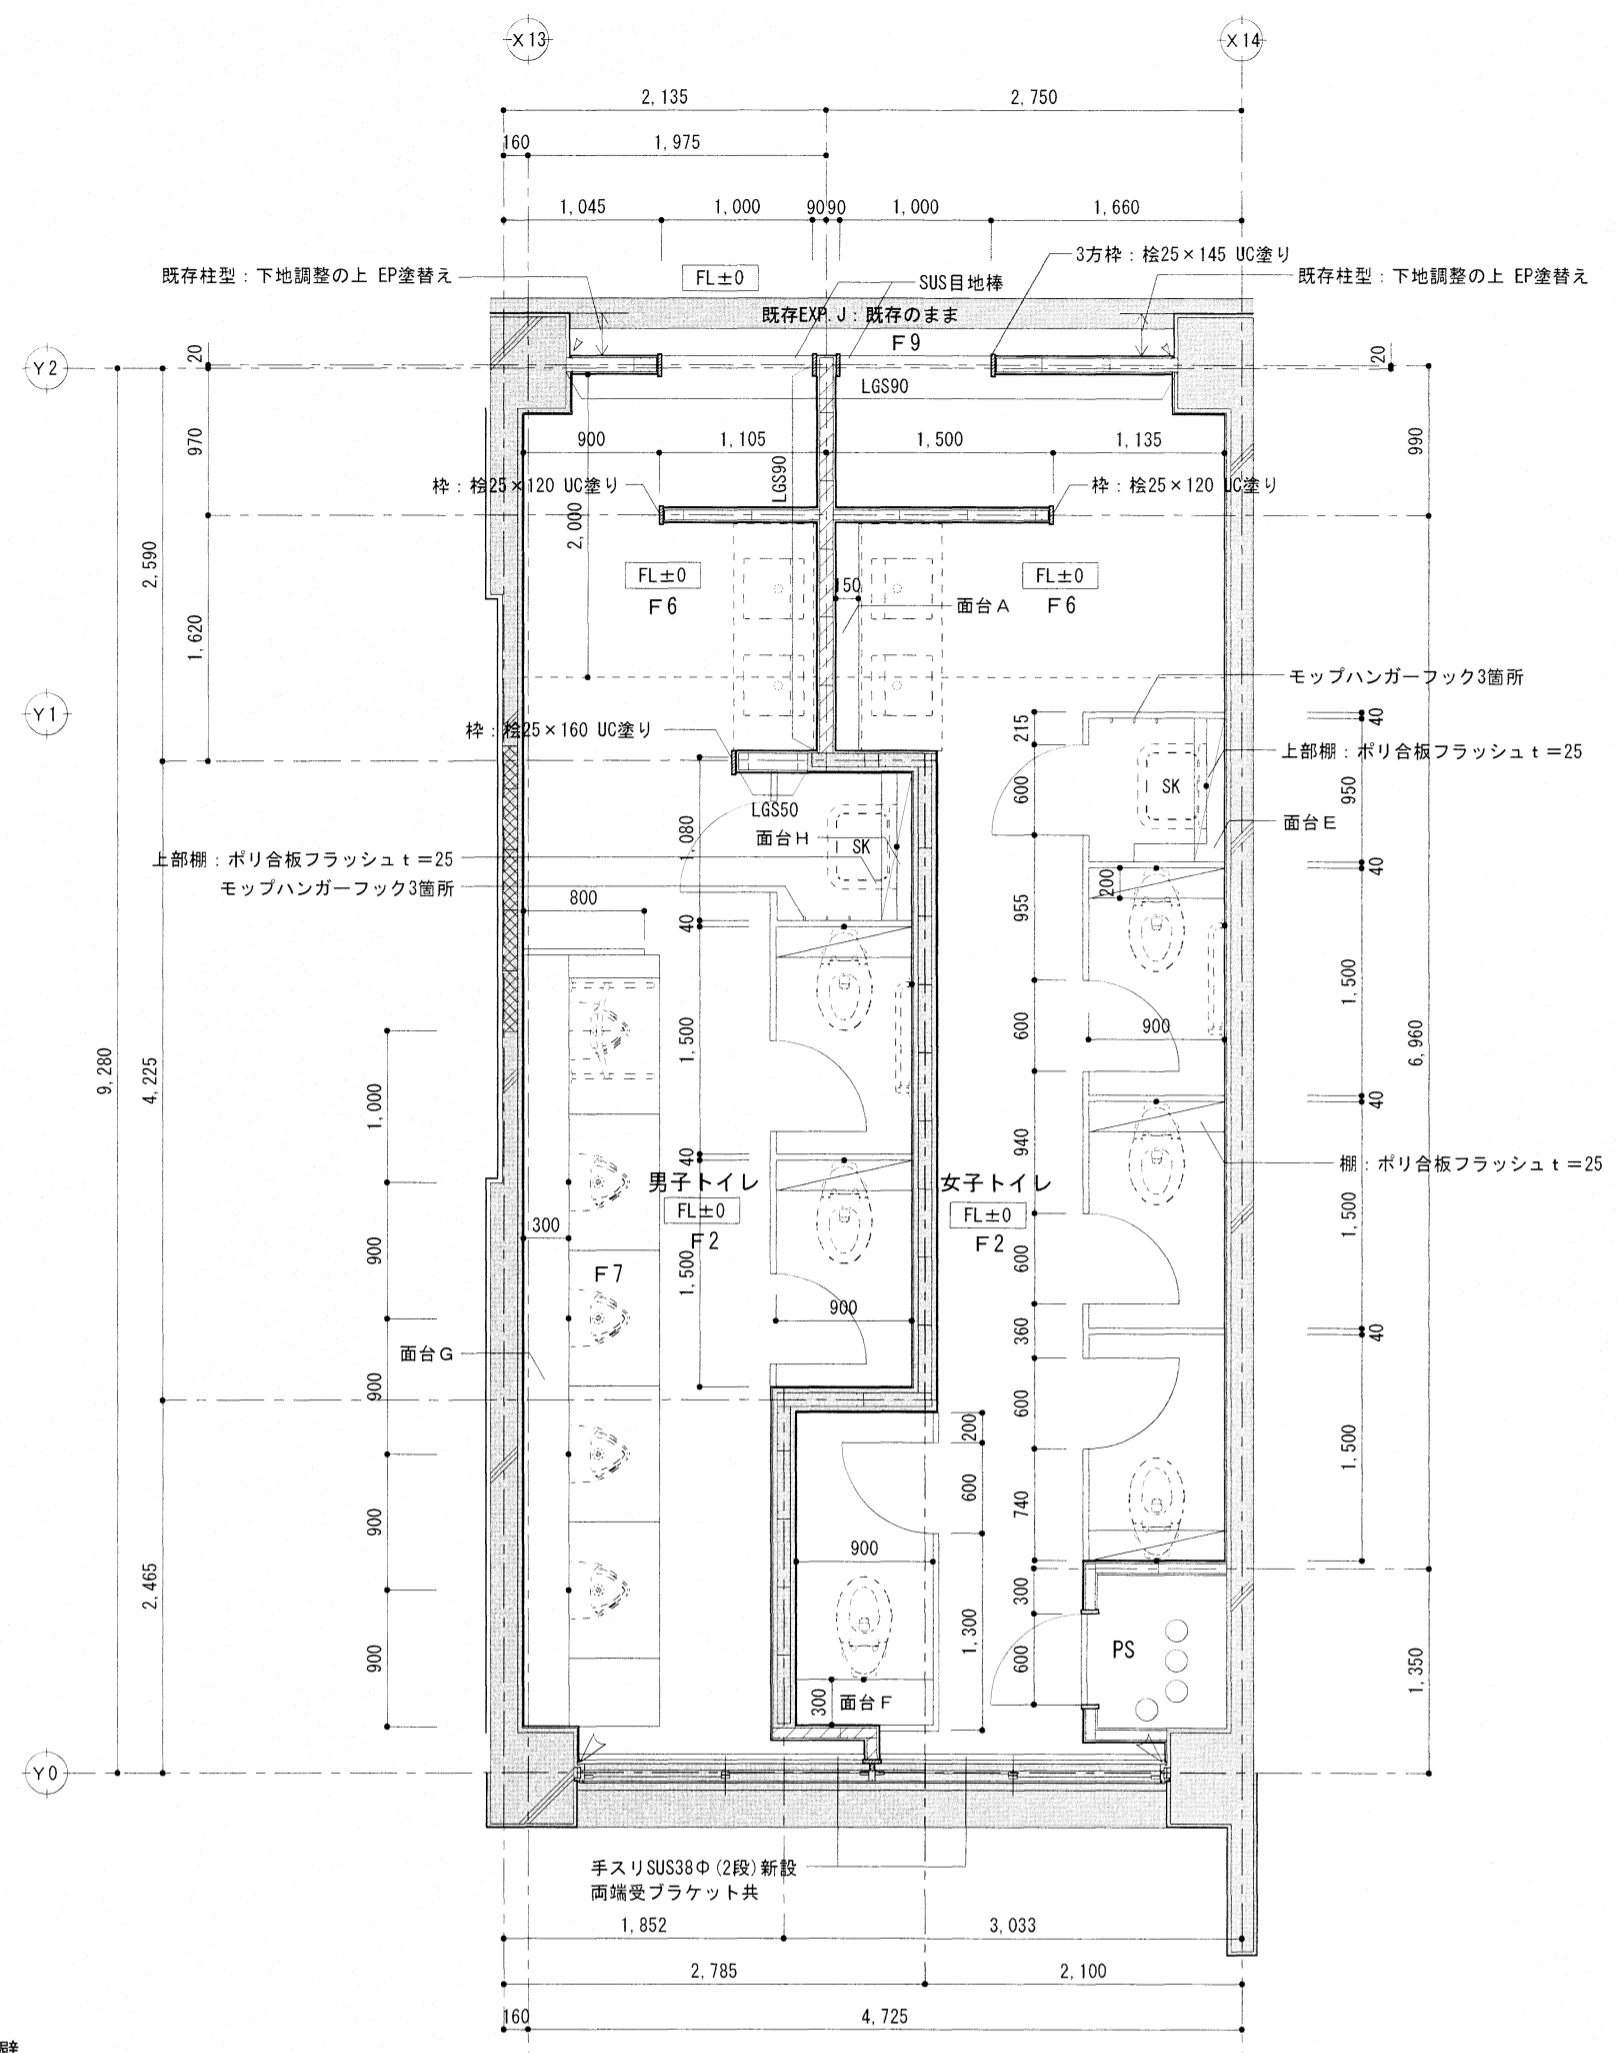 X13
X14
2,135
2,750
160
1,975
1,045
1,000
90
90
1,000
1,660
3方枠：桧25×145 UC塗り
既存柱型：下地調整の上 EP塗替え
FL±0
SUS目地棒
既存柱型：下地調整の上 EP塗替え
既存EXP.J：既存のまま
F9
Y2
20
20
LGS90
970
900
1,105
1,500
1,135
990
LGS90
枠：桧25×120 UC塗り
枠：桧25×120 UC塗り
2,000
2,590
FL±0
F6
150
面台A
FL±0
F6
1,620
モップハンガーフック3箇所
Y1
215
40
枠：桧25×160 UC塗り
上部棚：ポリ合板フラッシュt＝25
600
SK
950
LGS50
1,080
面台H
SK
面台E
上部棚：ポリ合板フラッシュt＝25
モップハンガーフック3箇所
40
200
800
955
40
1,500
1,500
600
900
9,280
4,225
6,960
1,000
40
940
40
棚：ポリ合板フラッシュt＝25
男子トイレ
FL±0
F2
女子トイレ
FL±0
F2
300
1,500
900
1,500
600
F7
900
360
40
面台G
900
600
200
1,500
900
600
740
2,465
900
300
900
1,300
600
PS
1,350
300
面台F
Y0
手スリSUS38Φ(2段)新設
両端受ブラケット共
1,852
3,033
2,785
2,100
160
4,725